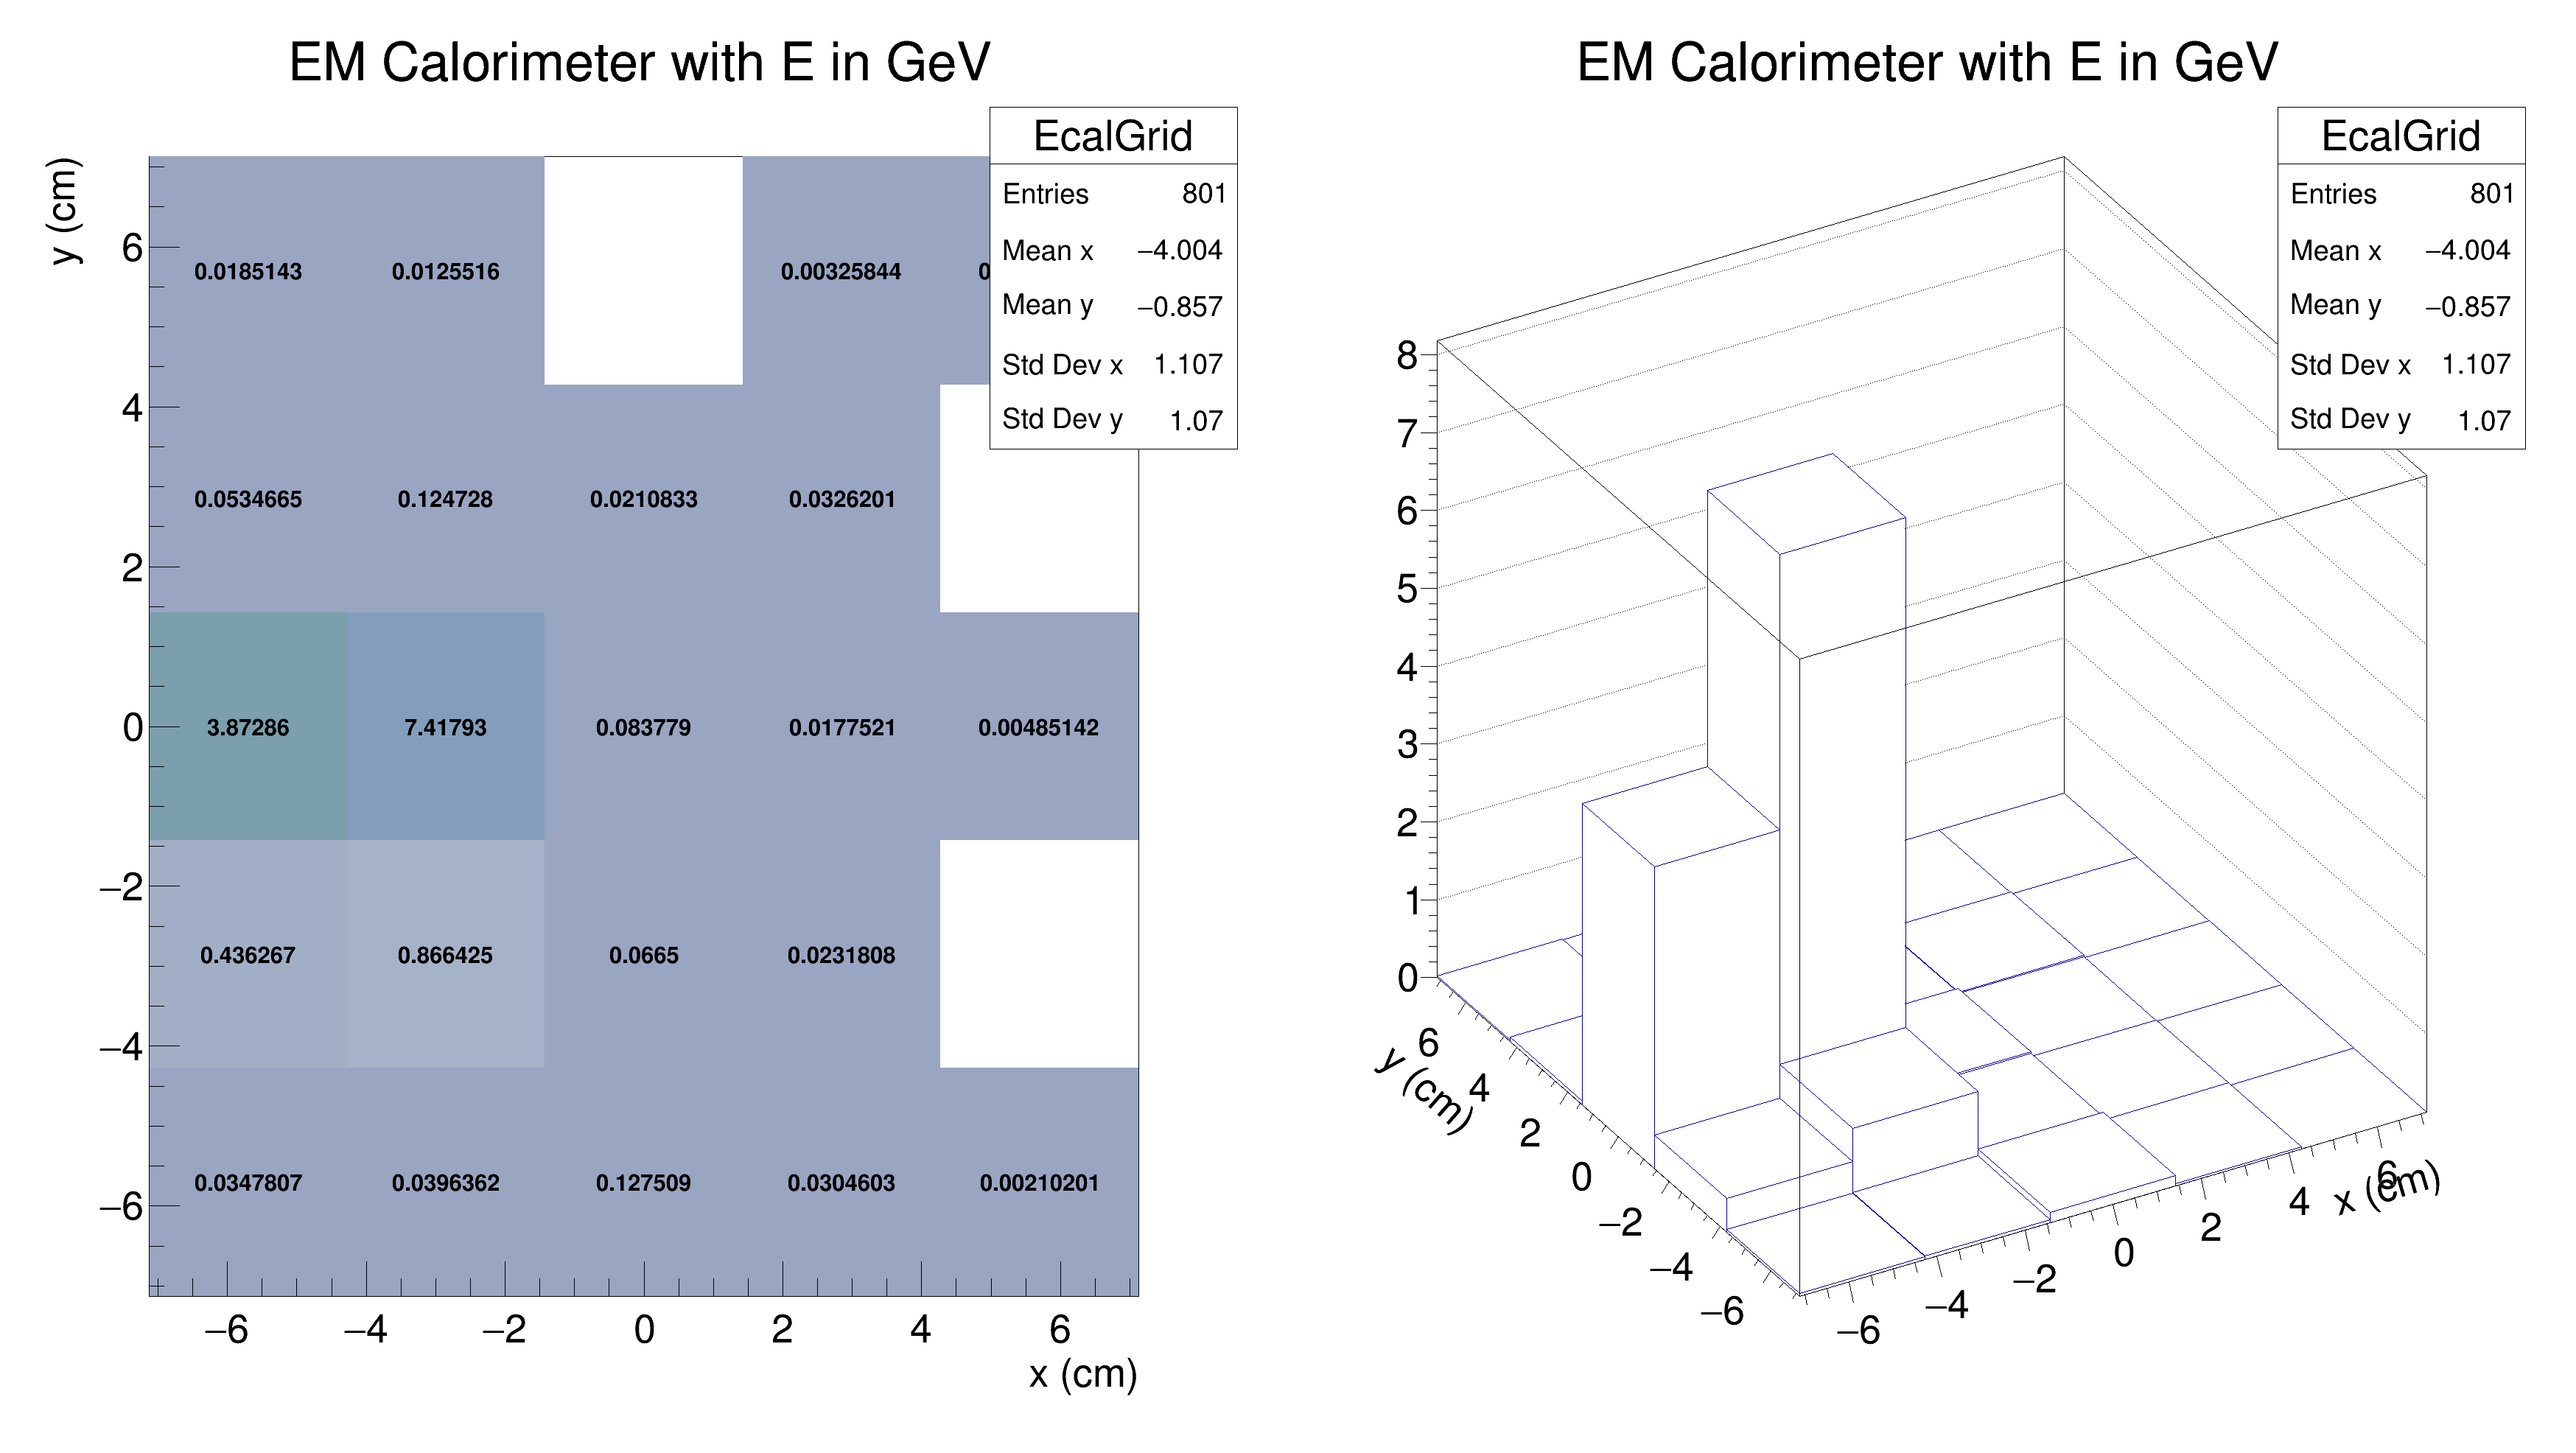 EM Calorimeter with E in GeV
EcalGrid
Entries 801
Mean x −4.004
Mean y −0.857
Std Dev x 1.107
Std Dev y 1.07
y (cm)
6
4
2
0
−2
−4
−6
0.0185143 0.0125516 0.00325844
0.0534665 0.124728 0.0210833 0.0326201
3.87286 7.41793 0.083779 0.0177521 0.00485142
0.436267 0.866425 0.0665 0.0231808
0.0347807 0.0396362 0.127509 0.0304603 0.00210201
−6 −4 −2 0 2 4 6
x (cm)
EM Calorimeter with E in GeV
EcalGrid
Entries 801
Mean x −4.004
Mean y −0.857
Std Dev x 1.107
Std Dev y 1.07
8
7
6
5
4
3
2
1
0
y (cm)
6
4
2
0
−2
−4
−6
−6 −4 −2 0 2 4 6
x (cm)